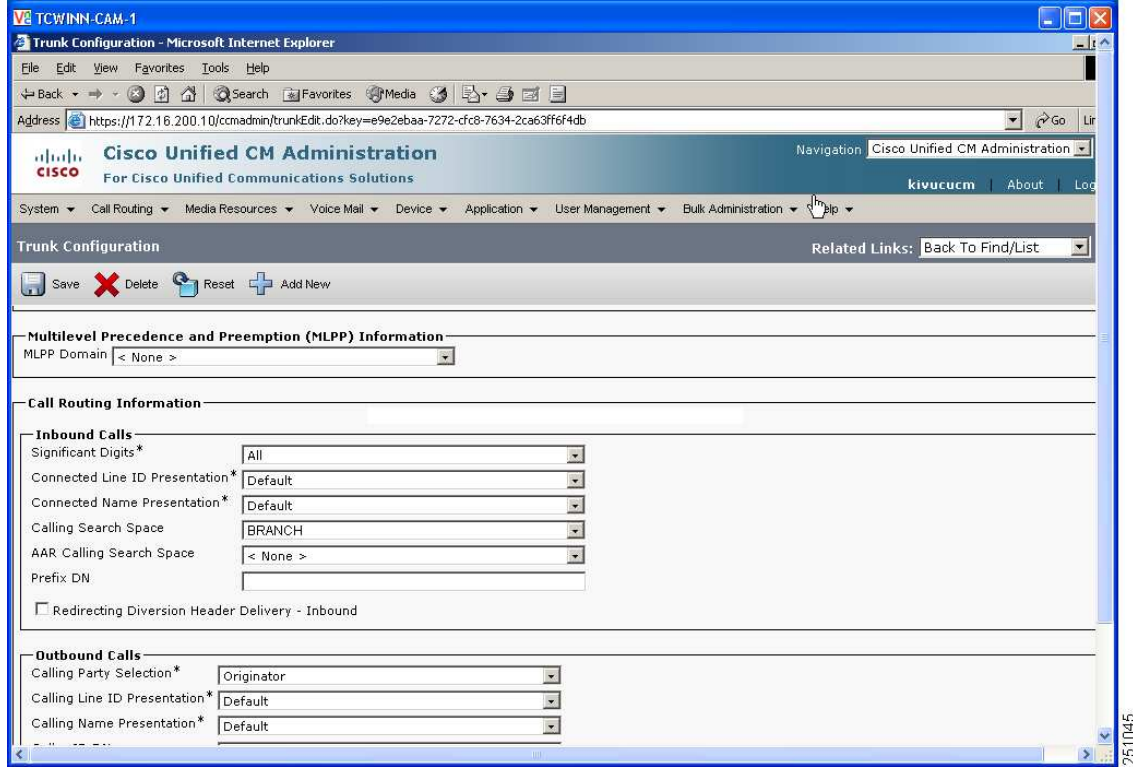 TCWINN-CAM-1
Trunk Configuration - Microsoft Internet Explorer
File Edit View Favorites Tools Help
Back Search Favorites Media
Address https://172.16.200.10/ccmadmin/trunkEdit.do?key=e9e2ebaa-7272-cfc8-7634-2ca63ff6f4db Go
Cisco Unified CM Administration Navigation Cisco Unified CM Administration
CISCO For Cisco Unified Communications Solutions
kivucucm | About | Log
System Call Routing Media Resources Voice Mail Device Application User Management Bulk Administration Help
Trunk Configuration Related Links: Back To Find/List
Save Delete Reset Add New
Multilevel Precedence and Preemption (MLPP) Information
MLPP Domain < None >
Call Routing Information
Inbound Calls
Significant Digits* All
Connected Line ID Presentation* Default
Connected Name Presentation* Default
Calling Search Space BRANCH
AAR Calling Search Space < None >
Prefix DN
Redirecting Diversion Header Delivery - Inbound
Outbound Calls
Calling Party Selection* Originator
Calling Line ID Presentation* Default
Calling Name Presentation* Default
251045